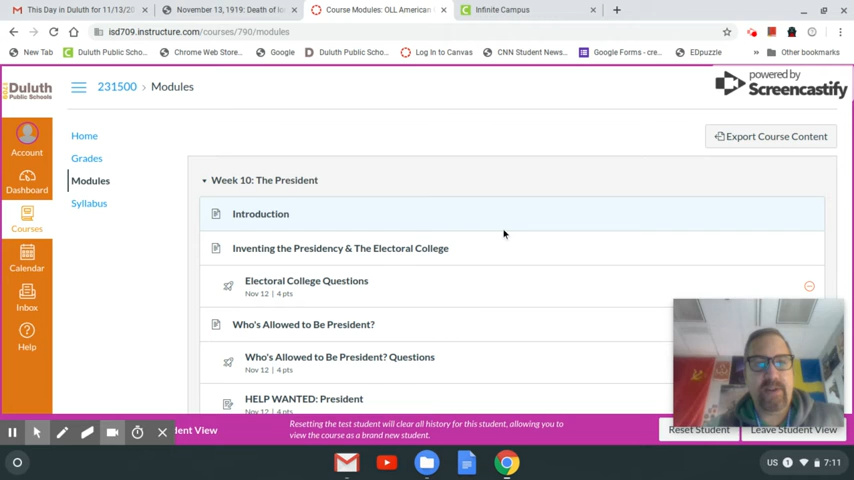 This Day in Duluth for 11/13/20
November 13, 1919: Death of Ic
Course Modules: OLL American
Infinite Campus
isd709.instructure.com/courses/790/modules
New Tab
Duluth Public Scho...
Chrome Web Store...
Google
Duluth Public Scho...
Log In to Canvas
CNN Student News...
Google Forms - cre...
EDpuzzle
»
Other bookmarks
Duluth
Public Schools
231500 › Modules
powered by
Screencastify
Account
Dashboard
Courses
Calendar
Inbox
Help
Home
Grades
Modules
Syllabus
Export Course Content
Week 10: The President
Introduction
Inventing the Presidency & The Electoral College
Electoral College Questions
Nov 12 | 4 pts
Who's Allowed to Be President?
Who's Allowed to Be President? Questions
Nov 12 | 4 pts
HELP WANTED: President
Nov 12 | 4 pts
dent View
Resetting the test student will clear all history for this student, allowing you to
view the course as a brand new student.
Reset Student
Leave Student View
US
1
7:11